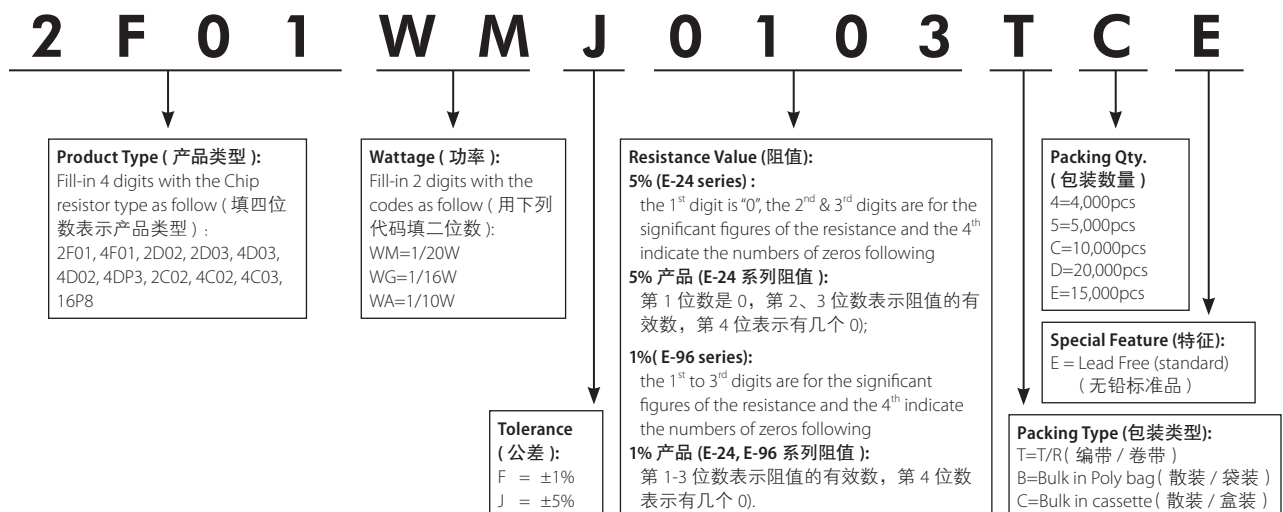 2 F 0 1 W M J 0 1 0 3 T C E
Product Type ( 产品类型 ):
Fill-in 4 digits with the Chip
resistor type as follow ( 填四位
数表示产品类型 ) :
2F01, 4F01, 2D02, 2D03, 4D03,
4D02, 4DP3, 2C02, 4C02, 4C03,
16P8
Wattage ( 功率 ):
Fill-in 2 digits with the
codes as follow ( 用下列
代码填二位数 ):
WM=1/20W
WG=1/16W
WA=1/10W
Tolerance
( 公差 ):
F = ±1%
J = ±5%
Resistance Value (阻值):
5% (E-24 series) :
the 1st digit is "0", the 2nd & 3rd digits are for the
significant figures of the resistance and the 4th
indicate the numbers of zeros following
5% 产品 (E-24 系列阻值 ):
第 1 位数是 0，第 2、3 位数表示阻值的有
效数，第 4 位表示有几个 0);
1%( E-96 series):
the 1st to 3rd digits are for the significant
figures of the resistance and the 4th indicate
the numbers of zeros following
1% 产品 (E-24, E-96 系列阻值 ):
第 1-3 位数表示阻值的有效数，第 4 位数
表示有几个 0).
Packing Qty.
( 包装数量 )
4=4,000pcs
5=5,000pcs
C=10,000pcs
D=20,000pcs
E=15,000pcs
Special Feature (特征):
E = Lead Free (standard)
( 无铅标准品 )
Packing Type (包装类型):
T=T/R( 编带 / 卷带 )
B=Bulk in Poly bag( 散装 / 袋装 )
C=Bulk in cassette( 散装 / 盒装 )